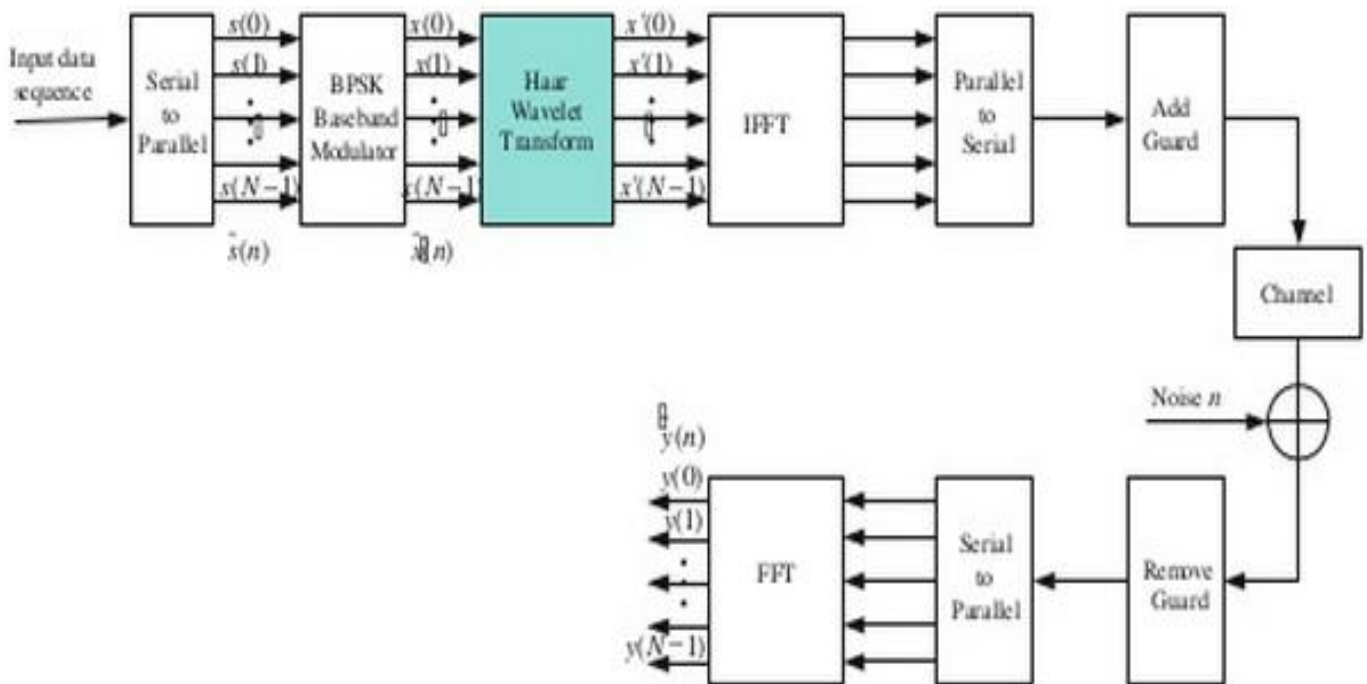 Input data
sequence
Serial
to
Parallel
s(0)
s(1)
s(N−1)
s(n)
BPSK
Baseband
Modulator
x(0)
x(1)
x(N−1)
(n)
Haar
Wavelet
Transform
x'(0)
x'(1)
x'(N−1)
IFFT
Parallel
to
Serial
Add
Guard
Channel
Noise n
Remove
Guard
Serial
to
Parallel
FFT
y(n)
y(0)
y(1)
y(N−1)